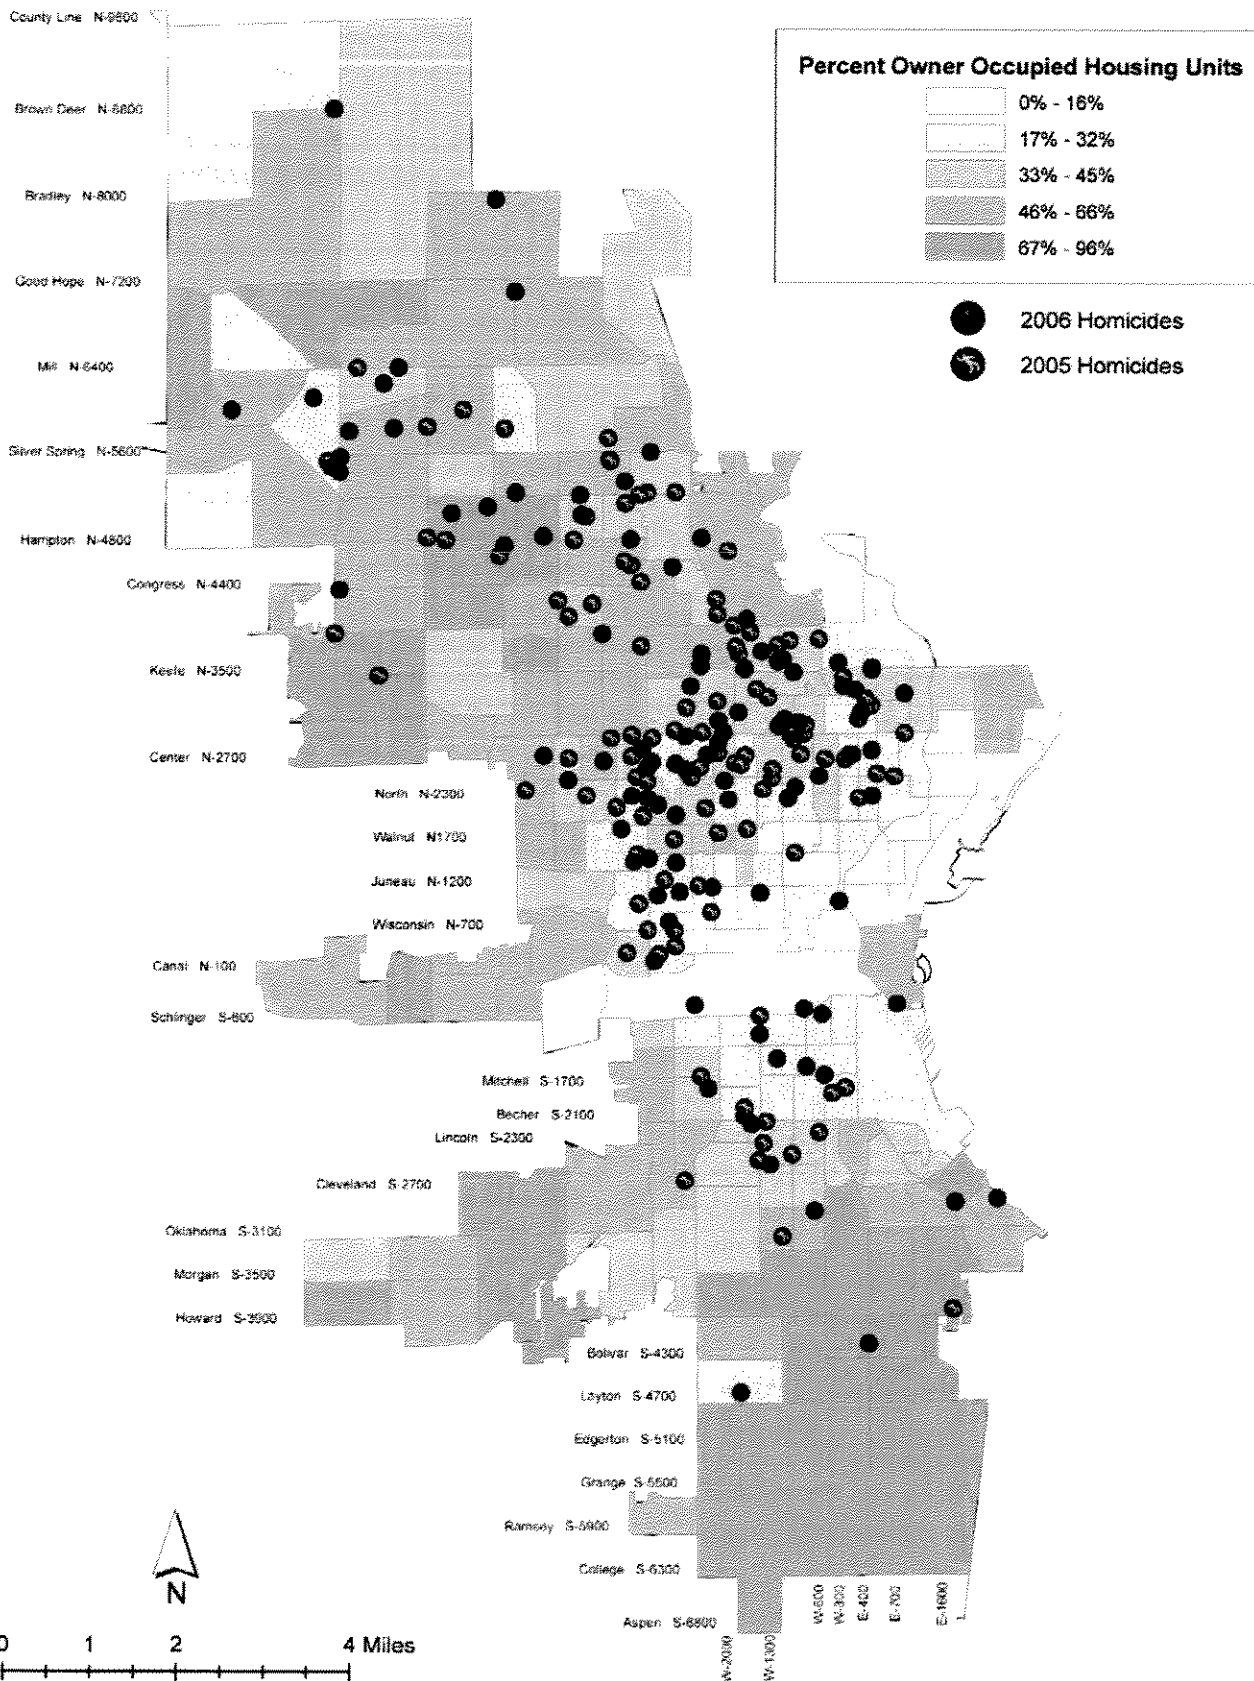 County Line N-9600
Percent Owner Occupied Housing Units
0% - 16%
Brown Deer N-8800
17% - 32%
33% - 45%
Bradley N-8000
46% - 66%
67% - 96%
Good Hope N-7200
2006 Homicides
Mill N-6400
2005 Homicides
Silver Spring N-5600
Hampton N-4800
Congress N-4400
Keefe N-3500
Center N-2700
North N-2300
Walnut N1700
Juneau N-1200
Wisconsin N-700
Canal N-100
Schlinger S-600
Mitchell S-1700
Becher S-2100
Lincoln S-2300
Cleveland S-2700
Oklahoma S-3100
Morgan S-3500
Howard S-3900
Bolivar S-4300
Layton S-4700
Edgerton S-5100
Grange S-5500
Ramsey S-5900
College S-6300
Aspen S-6800
W-2000
W-1300
W-600
W-300
E-400
E-700
E-1600
N
0 1 2 4 Miles